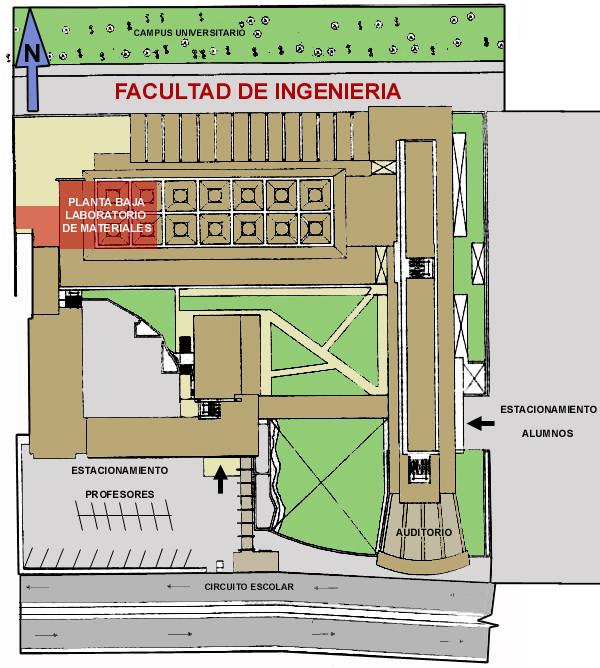 CAMPUS UNIVERSITARIO
N
FACULTAD DE INGENIERIA
PLANTA BAJA
LABORATORIO
DE MATERIALES
ESTACIONAMIENTO
ALUMNOS
ESTACIONAMIENTO
PROFESORES
AUDITORIO
CIRCUITO ESCOLAR